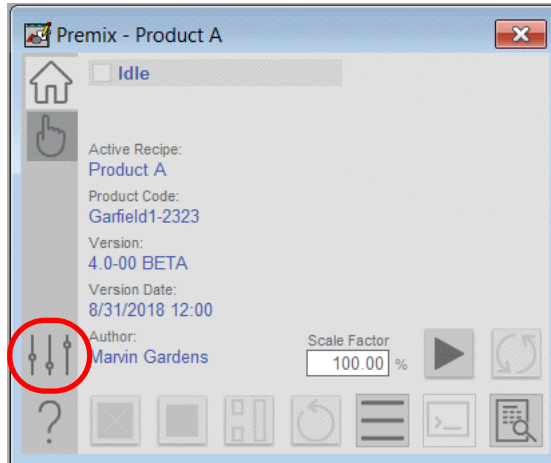 Premix - Product A
Idle
Active Recipe:
Product A
Product Code:
Garfield1-2323
Version:
4.0-00 BETA
Version Date:
8/31/2018 12:00
Author:
Marvin Gardens
Scale Factor
100.00 %
?
>_